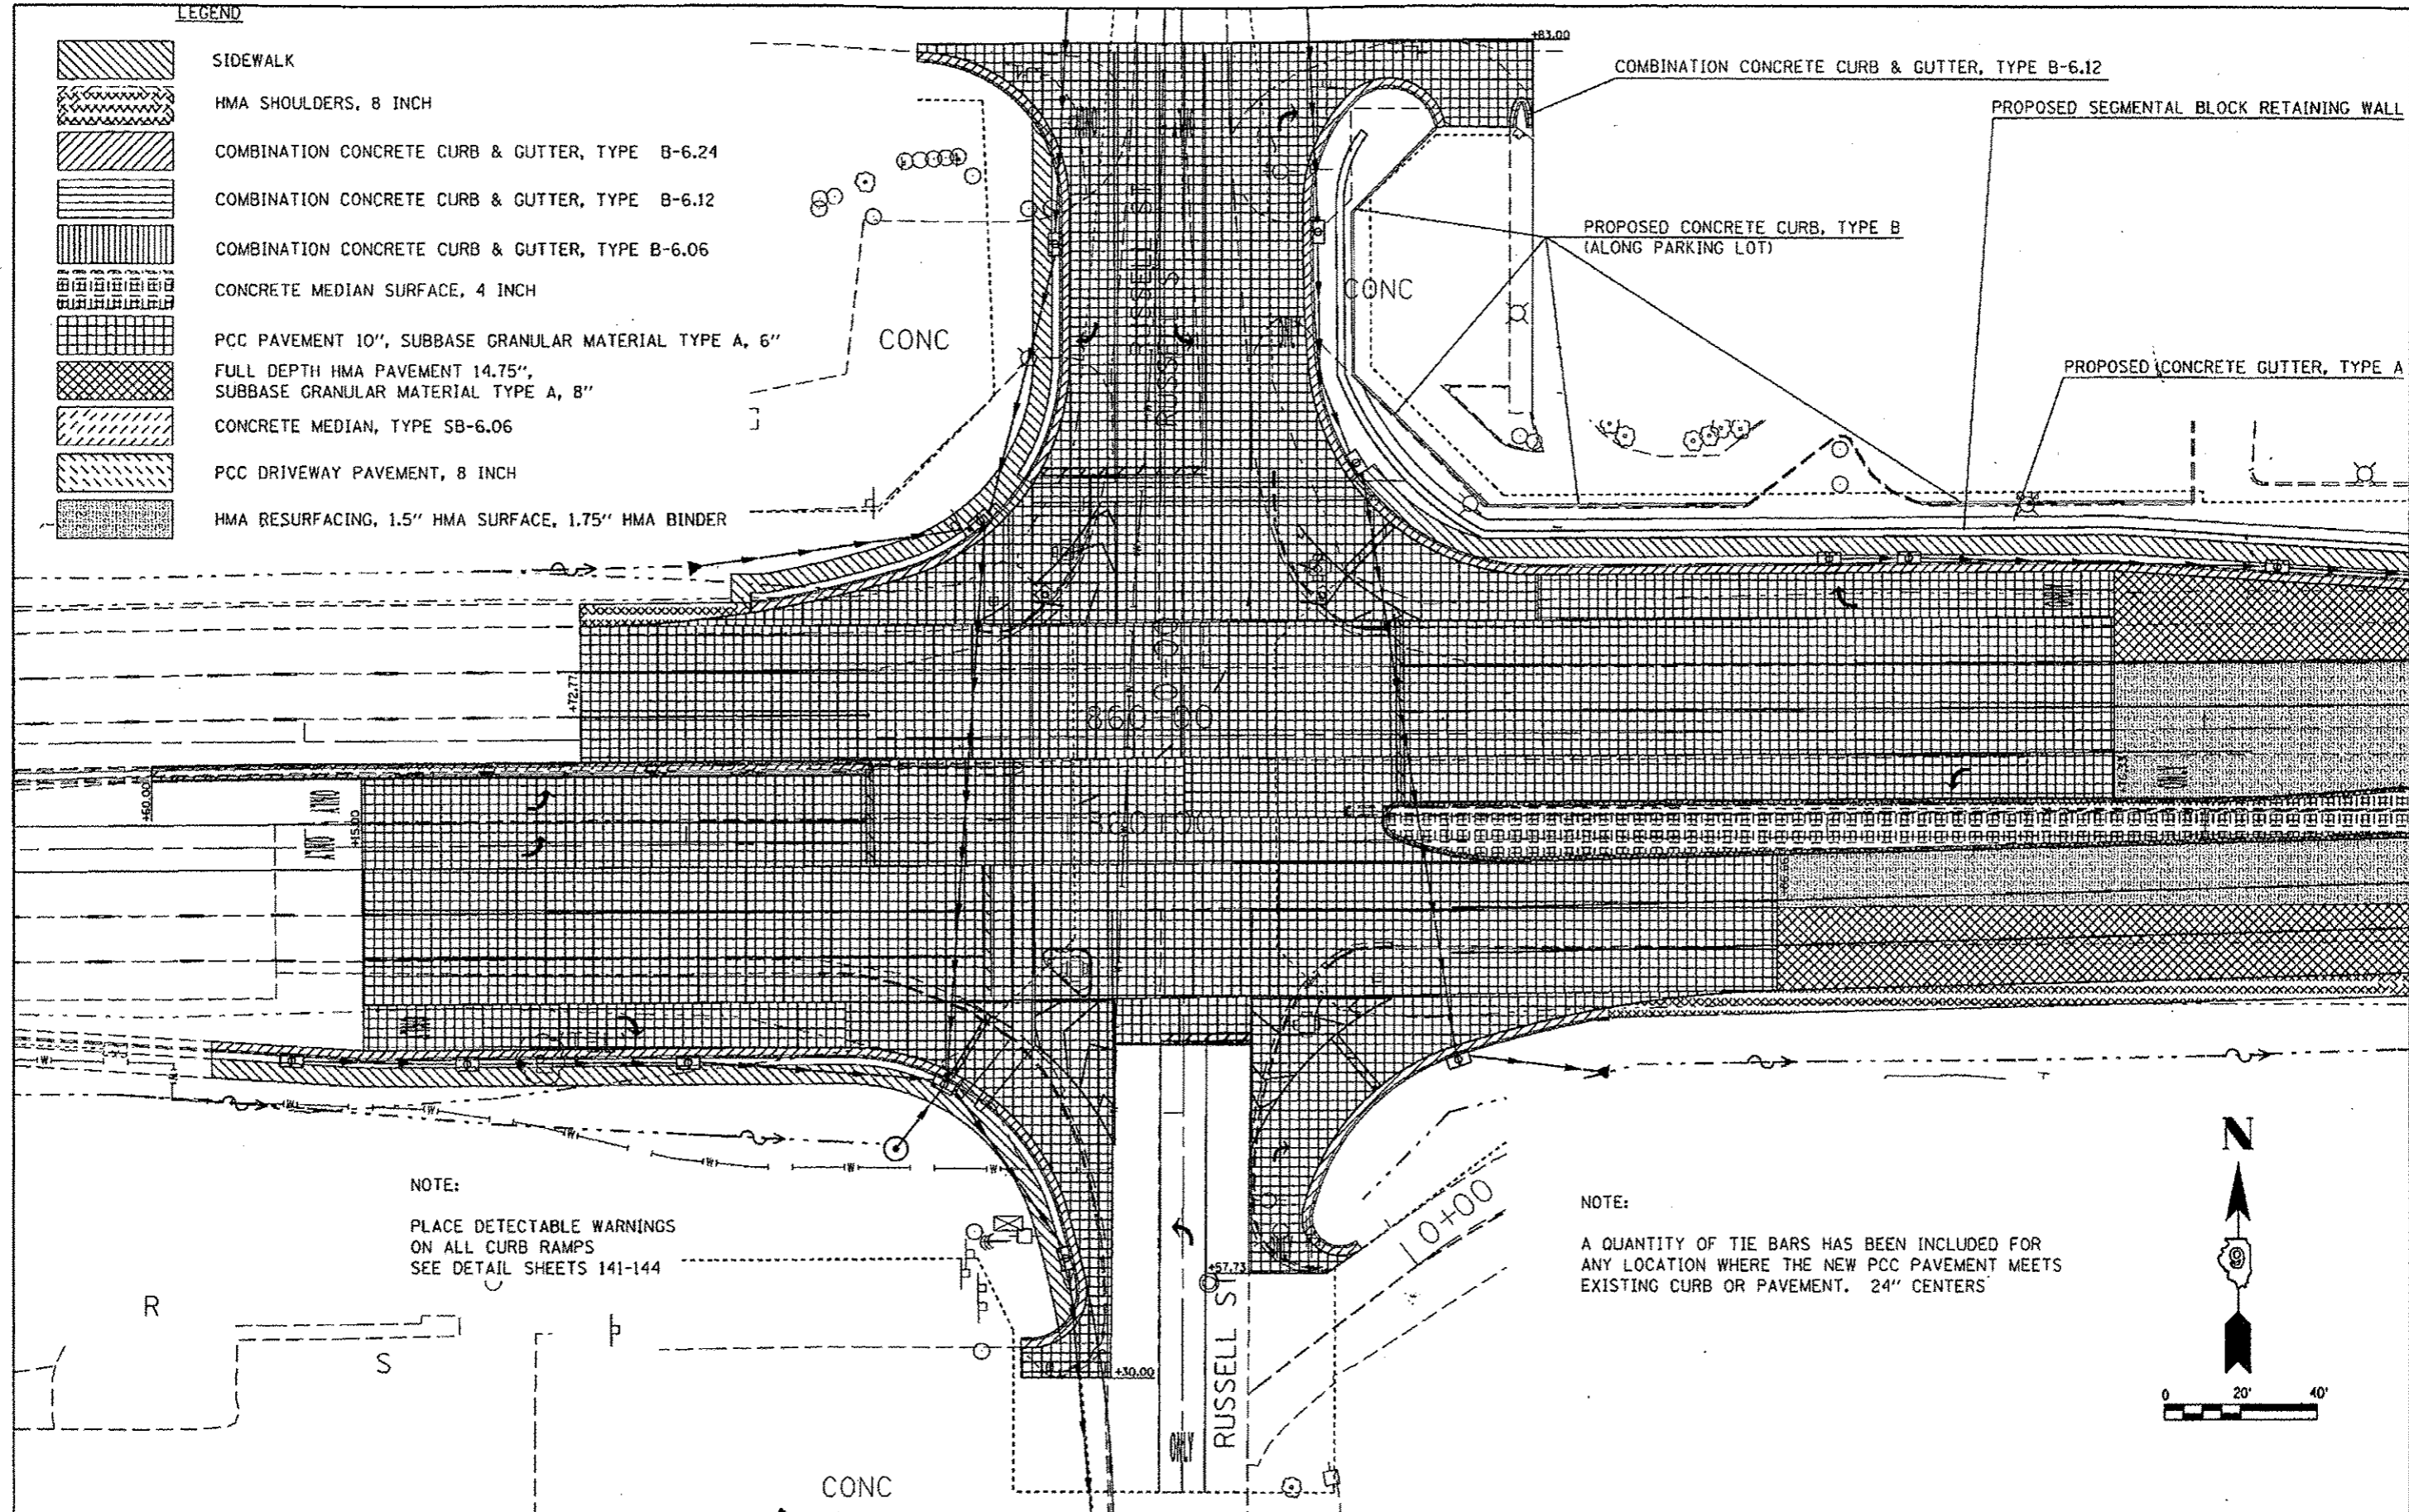 LEGEND
SIDEWALK
HMA SHOULDERS, 8 INCH
COMBINATION CONCRETE CURB & GUTTER, TYPE B-6.24
COMBINATION CONCRETE CURB & GUTTER, TYPE B-6.12
COMBINATION CONCRETE CURB & GUTTER, TYPE B-6.06
CONCRETE MEDIAN SURFACE, 4 INCH
PCC PAVEMENT 10", SUBBASE GRANULAR MATERIAL TYPE A, 6"
FULL DEPTH HMA PAVEMENT 14.75",
SUBBASE GRANULAR MATERIAL TYPE A, 8"
CONCRETE MEDIAN, TYPE SB-6.06
PCC DRIVEWAY PAVEMENT, 8 INCH
HMA RESURFACING, 1.5" HMA SURFACE, 1.75" HMA BINDER
+83.00
COMBINATION CONCRETE CURB & GUTTER, TYPE B-6.12
PROPOSED SEGMENTAL BLOCK RETAINING WALL
PROPOSED CONCRETE CURB, TYPE B
(ALONG PARKING LOT)
PROPOSED CONCRETE GUTTER, TYPE A
CONC
CONC
RUSSELL ST
RUSSELL S
+72.77
860+00
+60.00
+15.00
ONLY
ONLY
ONLY
NOTE:
PLACE DETECTABLE WARNINGS
ON ALL CURB RAMPS
SEE DETAIL SHEETS 141-144
NOTE:
A QUANTITY OF TIE BARS HAS BEEN INCLUDED FOR
ANY LOCATION WHERE THE NEW PCC PAVEMENT MEETS
EXISTING CURB OR PAVEMENT. 24" CENTERS
10+00
+57.73
+30.00
RUSSELL ST
ONLY
R
S
CONC
W
W
W
W
W
W
W
N
9
0 20' 40'